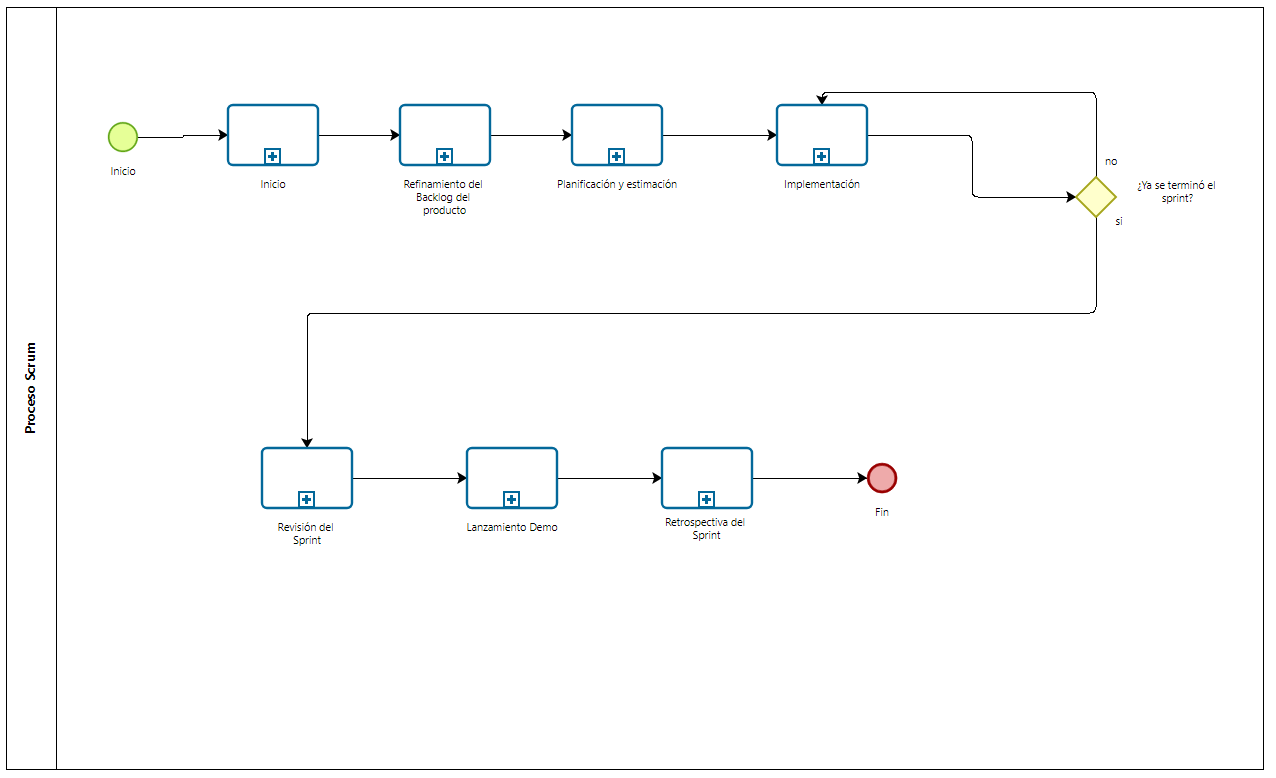 Proceso Scrum
Inicio
Inicio
Refinamiento del
Backlog del
producto
Planificación y estimación
Implementación
no
¿Ya se terminó el
sprint?
si
Revisión del
Sprint
Lanzamiento Demo
Retrospectiva del
Sprint
Fin